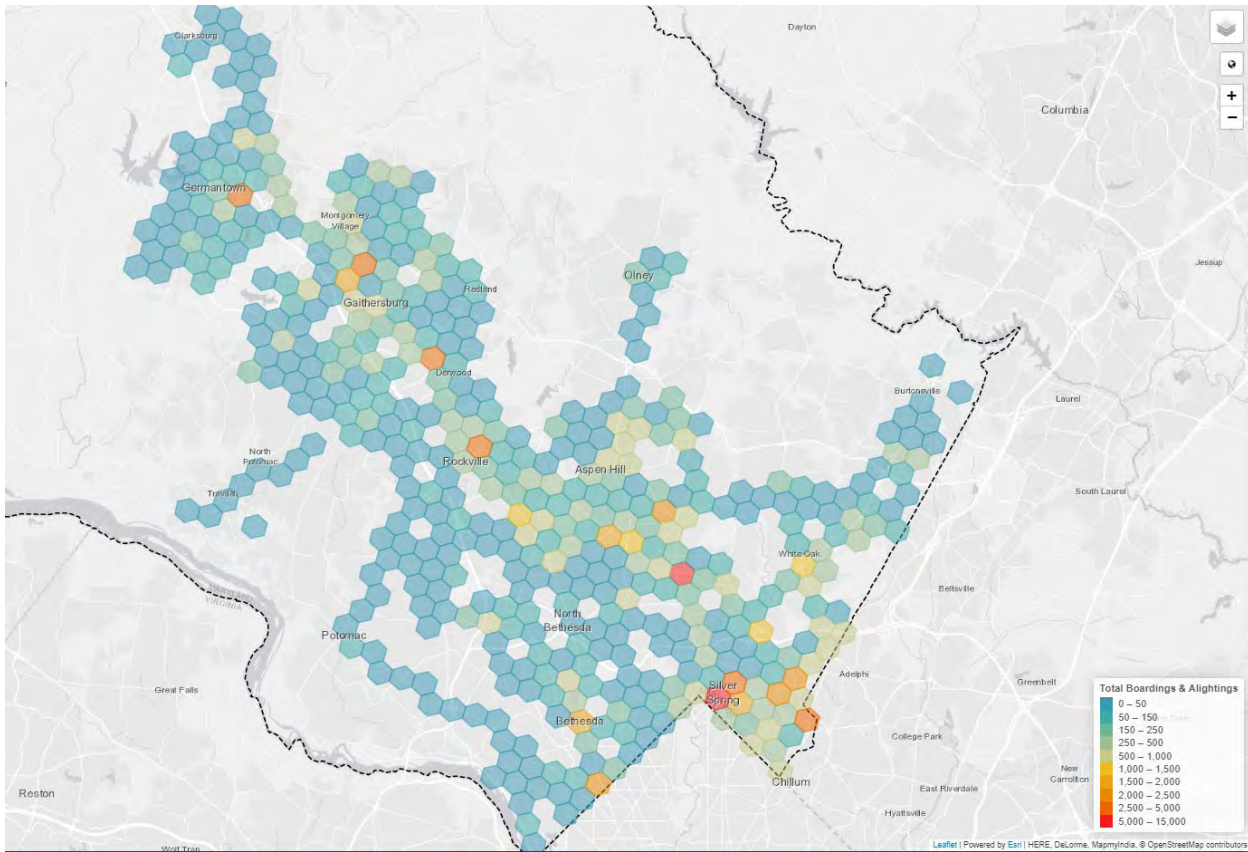 Clarksburg
Dayton
Columbia
+
−
Germantown
Montgomery
Village
Jessup
Olney
Redland
Gaithersburg
Derwood
Burtonsville
Laurel
North
Potomac
Travilah
Rockville
Aspen Hill
South Laurel
White Oak
MARYLAND
VIRGINIA
Beltsville
North
Bethesda
Potomac
Great Falls
Silver
Spring
Adelphi
Greenbelt
Bethesda
College Park
New
Carrollton
Chillum
East Riverdale
Reston
Hyattsville
Wolf Trap
Total Boardings & Alightings
0 – 50
50 – 150
150 – 250
250 – 500
500 – 1,000
1,000 – 1,500
1,500 – 2,000
2,000 – 2,500
2,500 – 5,000
5,000 – 15,000
Leaflet | Powered by Esri | HERE, DeLorme, MapmyIndia, © OpenStreetMap contributors